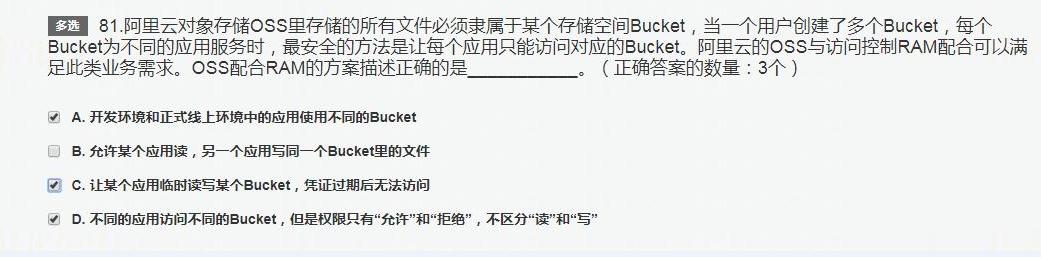 多选 81.阿里云对象存储OSS里存储的所有文件必须隶属于某个存储空间Bucket，当一个用户创建了多个Bucket，每个
Bucket为不同的应用服务时，最安全的方法是让每个应用只能访问对应的Bucket。阿里云的OSS与访问控制RAM配合可以满
足此类业务需求。OSS配合RAM的方案描述正确的是____________。（正确答案的数量：3个）
A. 开发环境和正式线上环境中的应用使用不同的Bucket
B. 允许某个应用读，另一个应用写同一个Bucket里的文件
C. 让某个应用临时读写某个Bucket，凭证过期后无法访问
D. 不同的应用访问不同的Bucket，但是权限只有“允许”和“拒绝”，不区分“读”和“写”